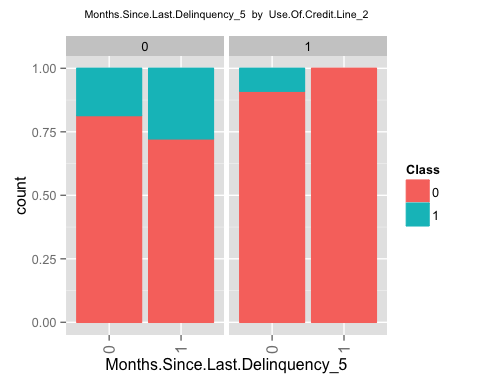 Months.Since.Last.Delinquency_5 by Use.Of.Credit.Line_2
0 1
1.00
0.75
0.50
0.25
0.00
count
0 1 0 1
Months.Since.Last.Delinquency_5
Class
0
1